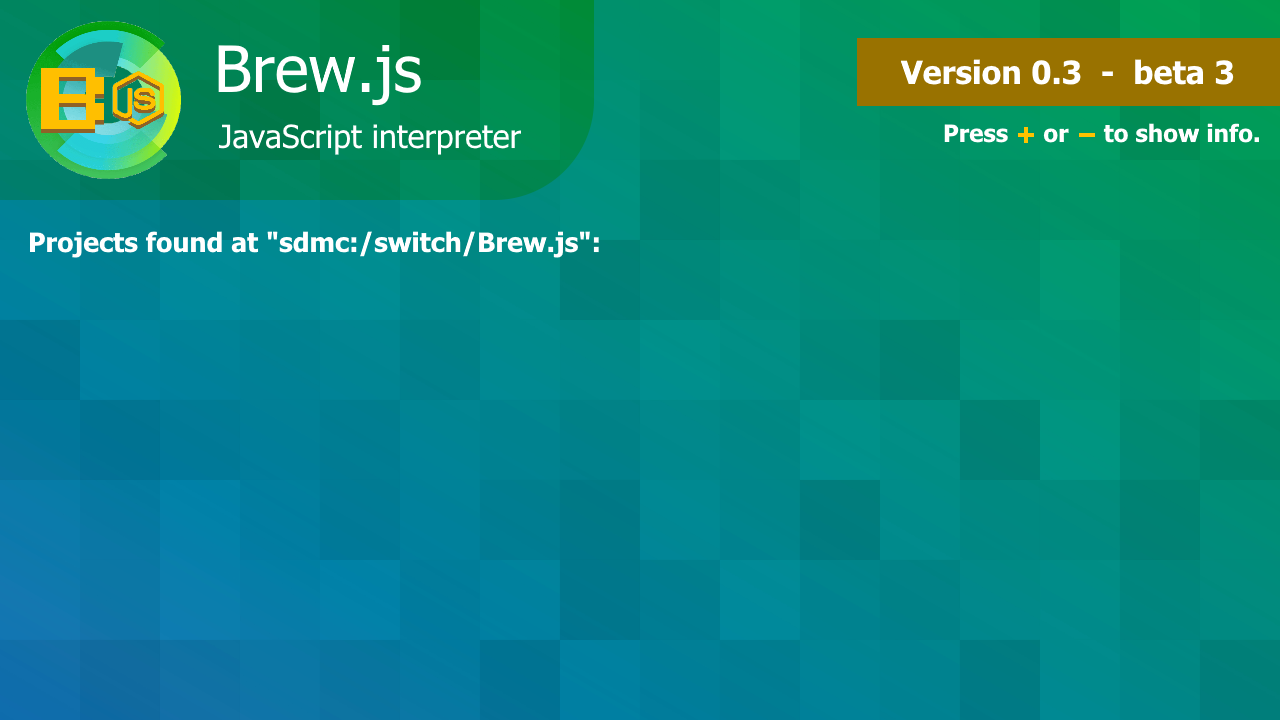 B JS
Brew.js
JavaScript interpreter
Version 0.3 - beta 3
Press + or - to show info.
Projects found at "sdmc:/switch/Brew.js":